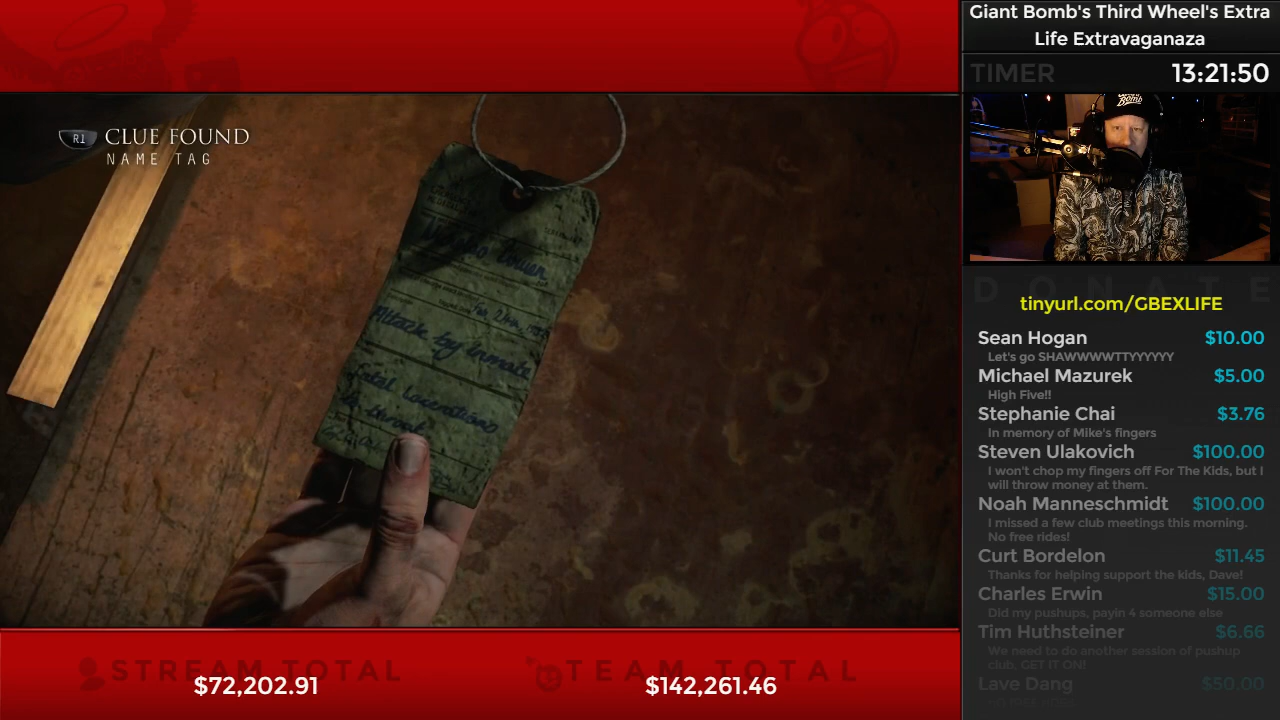 Giant Bomb's Third Wheel's Extra
Life Extravaganaza
TIMER
13:21:50
R1
CLUE FOUND
NAME TAG
Attack by inmate
Fatal Lacerations
to throat
DONATE
tinyurl.com/GBEXLIFE
Sean Hogan $10.00
Let's go SHAWWWWTTYYYYYY
Michael Mazurek $5.00
High Five!!
Stephanie Chai $3.76
In memory of Mike's fingers
Steven Ulakovich $100.00
I won't chop my fingers off For The Kids, but I
will throw money at them.
Noah Manneschmidt $100.00
I missed a few club meetings this morning.
No free rides!
Curt Bordelon $11.45
Thanks for helping support the kids, Dave!
Charles Erwin $15.00
Did my pushups, payin 4 someone else
Tim Huthsteiner $6.66
We need to do another session of pushup
club, GET IT ON!
Lave Dang $50.00
STREAM TOTAL
$72,202.91
TEAM TOTAL
$142,261.46